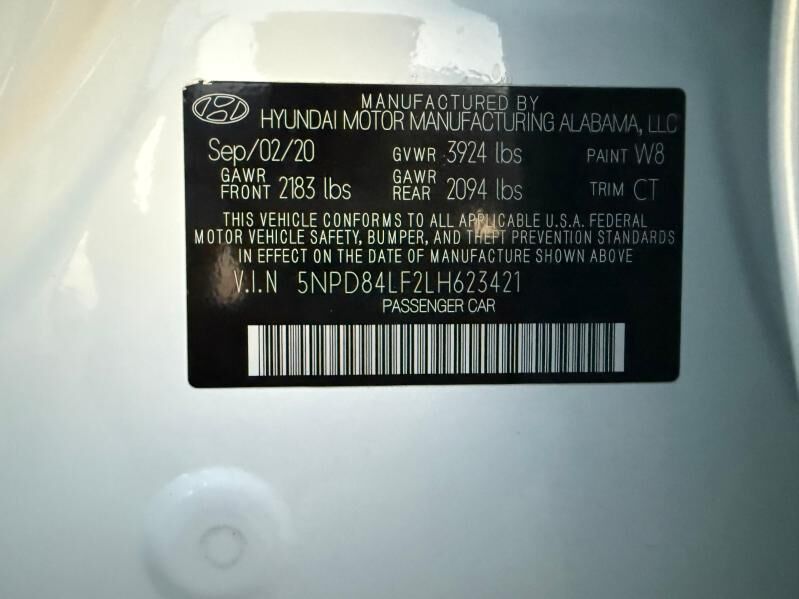 MANUFACTURED BY
HYUNDAI MOTOR MANUFACTURING ALABAMA, LLC
Sep/02/20 GVWR 3924 lbs PAINT W8
GAWR FRONT 2183 lbs GAWR REAR 2094 lbs TRIM CT
THIS VEHICLE CONFORMS TO ALL APPLICABLE U.S.A. FEDERAL
MOTOR VEHICLE SAFETY, BUMPER, AND THEFT PREVENTION STANDARDS
IN EFFECT ON THE DATE OF MANUFACTURE SHOWN ABOVE
V.I.N 5NPD84LF2LH623421
PASSENGER CAR